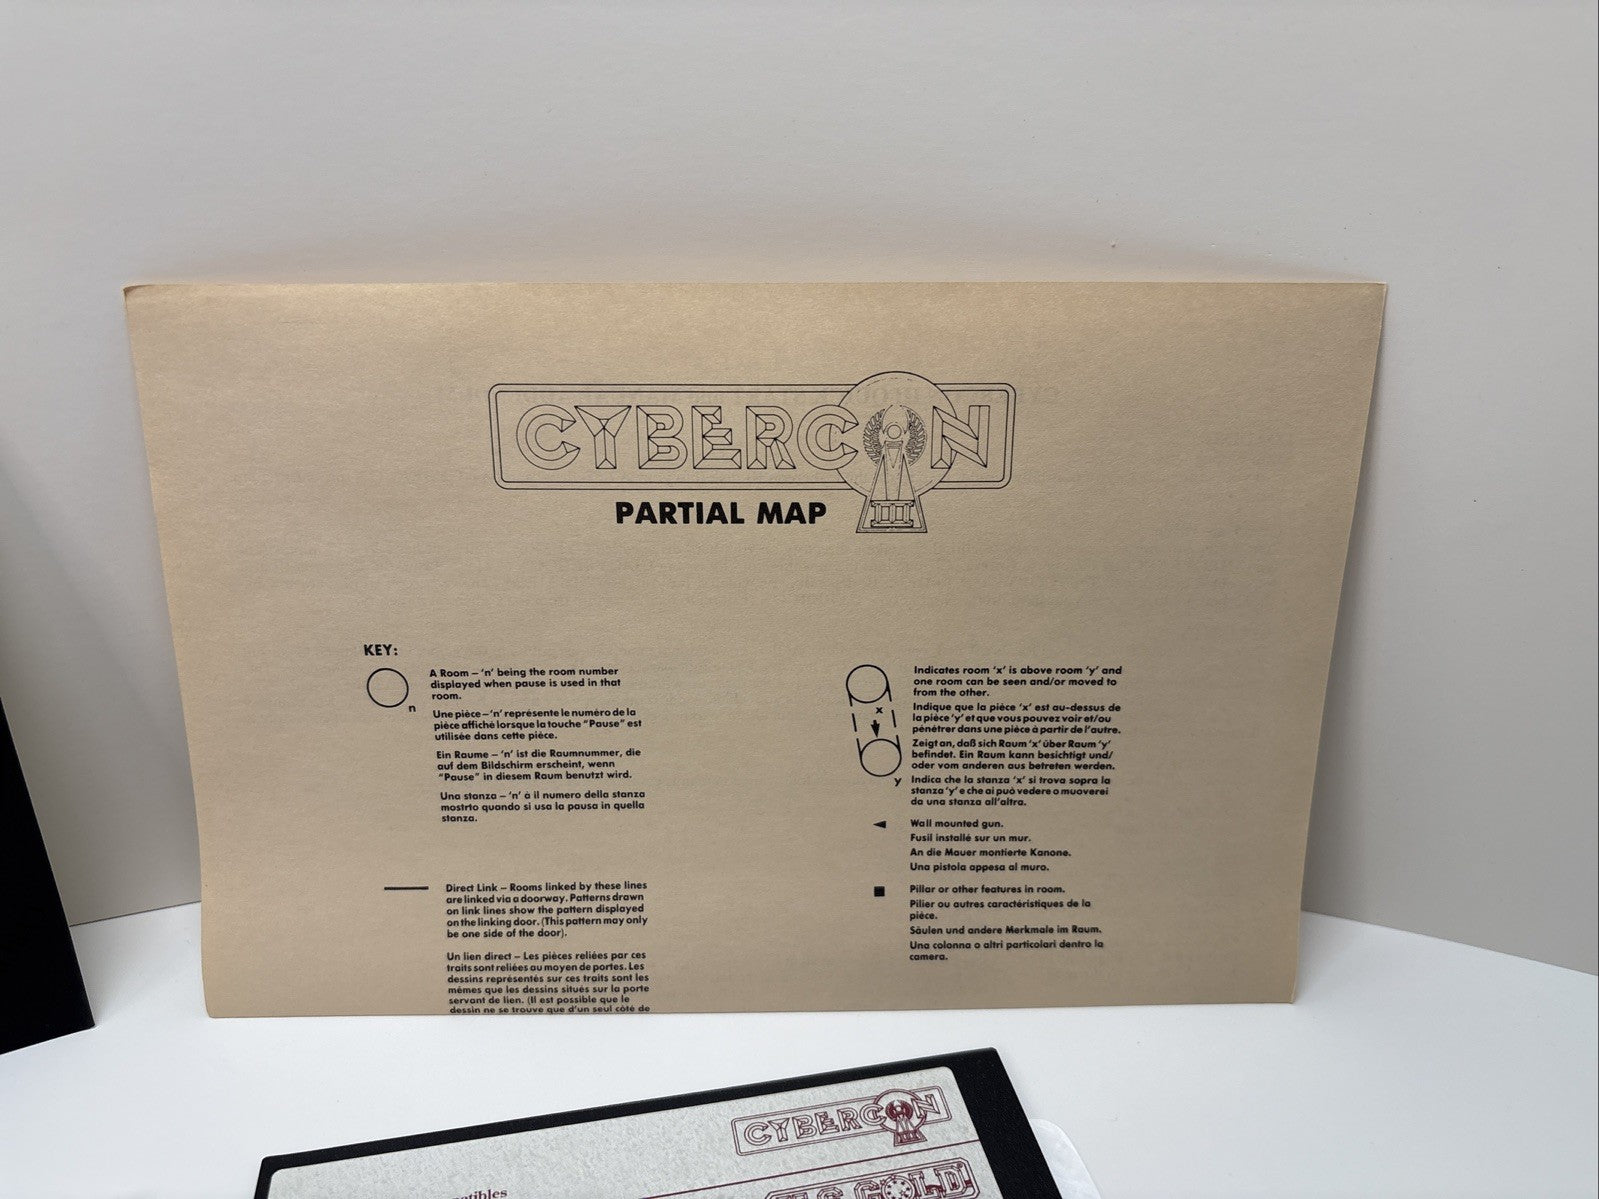 CYBERCON
III
PARTIAL MAP
KEY:
n
A Room – 'n' being the room number
displayed when pause is used in that
room.
Une pièce – 'n' représente le numéro de la
pièce affiché lorsque la touche "Pause" est
utilisée dans cette pièce.
Ein Raume – 'n' ist die Raumnummer, die
auf dem Bildschirm erscheint, wenn
"Pause" in diesem Raum benutzt wird.
Una stanza – 'n' à il numero della stanza
mostrto quando si usa la pausa in quella
stanza.
Direct Link – Rooms linked by these lines
are linked via a doorway. Patterns drawn
on link lines show the pattern displayed
on the linking door. (This pattern may only
be one side of the door).
Un lien direct – Les pièces reliées par ces
traits sont reliées au moyen de portes. Les
dessins représentés sur ces traits sont les
mêmes que les dessins situés sur la porte
servant de lien. (Il est possible que le
dessin ne se trouve que d'un seul côté de
x
y
Indicates room 'x' is above room 'y' and
one room can be seen and/or moved to
from the other.
Indique que la pièce 'x' est au-dessus de
la pièce 'y' et que vous pouvez voir et/ou
pénétrer dans une pièce à partir de l'autre.
Zeigt an, daß sich Raum 'x' über Raum 'y'
befindet. Ein Raum kann besichtigt und/
oder vom anderen aus betreten werden.
Indica che la stanza 'x' si trova sopra la
stanza 'y' e che ai può vedere o muoverei
da una stanza all'altra.
Wall mounted gun.
Fusil installé sur un mur.
An die Mauer montierte Kanone.
Una pistola appesa al muro.
Pillar or other features in room.
Pilier ou autres caractéristiques de la
pièce.
Säulen und andere Merkmale im Raum.
Una colonna o altri particolari dentro la
camera.
CYBERCON
III
U.S. GOLD